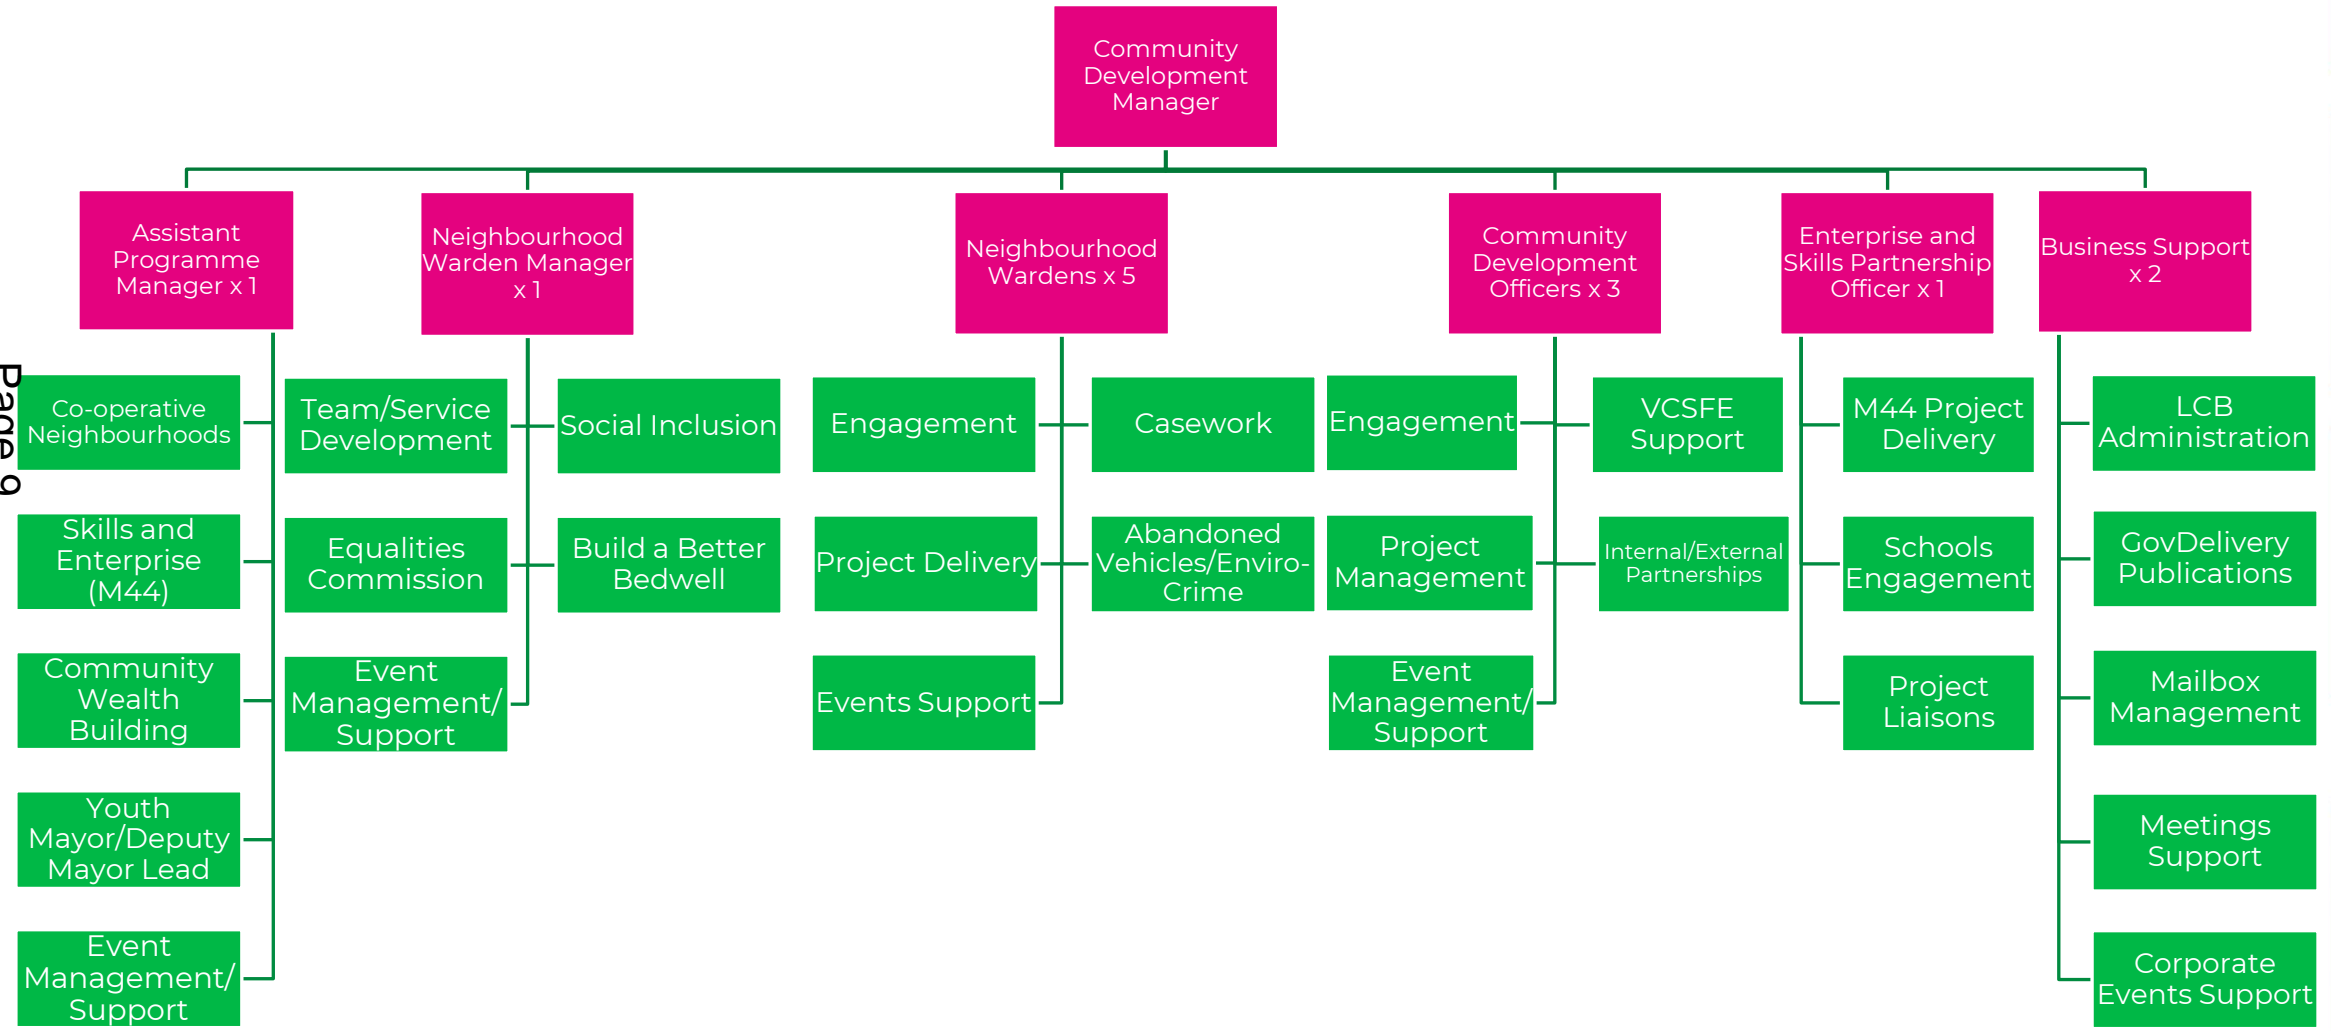 Community
Development
Manager
Assistant
Programme
Manager x 1
Neighbourhood
Warden Manager
x 1
Neighbourhood
Wardens x 5
Community
Development
Officers x 3
Enterprise and
Skills Partnership
Officer x 1
Business Support
x 2
Page 9
Co-operative
Neighbourhoods
Skills and
Enterprise
(M44)
Community
Wealth
Building
Youth
Mayor/Deputy
Mayor Lead
Event
Management/
Support
Team/Service
Development
Social Inclusion
Equalities
Commission
Build a Better
Bedwell
Event
Management/
Support
Engagement
Casework
Project Delivery
Abandoned
Vehicles/Enviro-
Crime
Events Support
Engagement
VCSFE
Support
Project
Management
Internal/External
Partnerships
Event
Management/
Support
M44 Project
Delivery
Schools
Engagement
Project
Liaisons
LCB
Administration
GovDelivery
Publications
Mailbox
Management
Meetings
Support
Corporate
Events Support